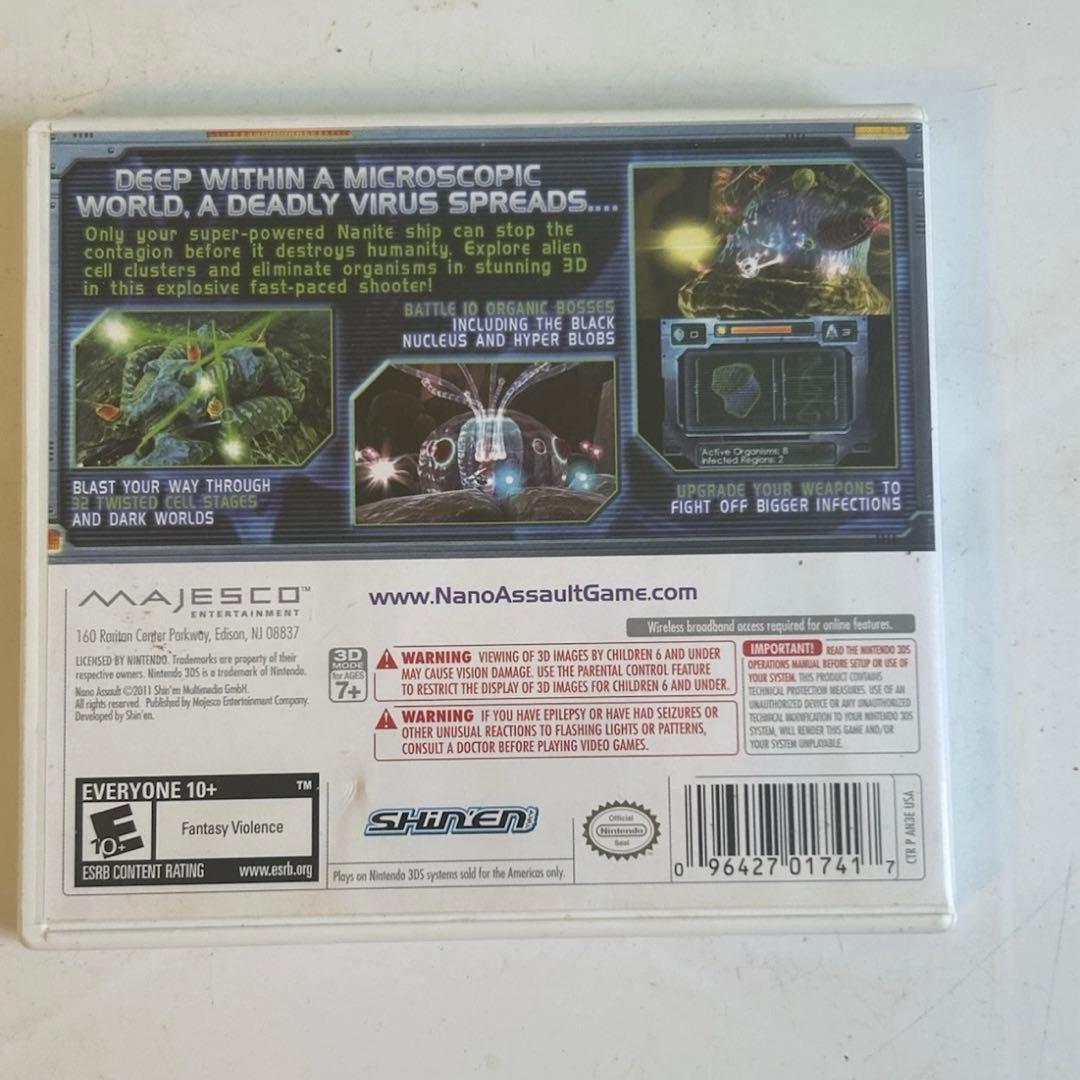 DEEP WITHIN A MICROSCOPIC
WORLD, A DEADLY VIRUS SPREADS....
Only your super-powered Nanite ship can stop the
contagion before it destroys humanity. Explore alien
cell clusters and eliminate organisms in stunning 3D
in this explosive fast-paced shooter!
BATTLE 10 ORGANIC BOSSES
INCLUDING THE BLACK
NUCLEUS AND HYPER BLOBS
0
3
Active Organisms: 8
Infected Regions: 2
BLAST YOUR WAY THROUGH
32 TWISTED CELL STAGES
AND DARK WORLDS
UPGRADE YOUR WEAPONS TO
FIGHT OFF BIGGER INFECTIONS
MAJESCO™
ENTERTAINMENT
160 Raritan Center Parkway, Edison, NJ 08837
LICENSED BY NINTENDO. Trademarks are property of their
respective owners. Nintendo 3DS is a trademark of Nintendo.
Nano Assault ©2011 Shin'en Multimedia GmbH.
All rights reserved. Published by Majesco Entertainment Company.
Developed by Shin'en.
www.NanoAssaultGame.com
Wireless broadband access required for online features.
3D
MODE
for AGES
7+
WARNING VIEWING OF 3D IMAGES BY CHILDREN 6 AND UNDER
MAY CAUSE VISION DAMAGE. USE THE PARENTAL CONTROL FEATURE
TO RESTRICT THE DISPLAY OF 3D IMAGES FOR CHILDREN 6 AND UNDER.
WARNING IF YOU HAVE EPILEPSY OR HAVE HAD SEIZURES OR
OTHER UNUSUAL REACTIONS TO FLASHING LIGHTS OR PATTERNS,
CONSULT A DOCTOR BEFORE PLAYING VIDEO GAMES.
IMPORTANT! READ THE NINTENDO 3DS
OPERATIONS MANUAL BEFORE SETUP OR USE OF
YOUR SYSTEM. THIS PRODUCT CONTAINS
TECHNICAL PROTECTION MEASURES. USE OF AN
UNAUTHORIZED DEVICE OR ANY UNAUTHORIZED
TECHNICAL MODIFICATION TO YOUR NINTENDO 3DS
SYSTEM, WILL RENDER THIS GAME AND/OR
YOUR SYSTEM UNPLAYABLE.
EVERYONE 10+ ™
E
10+
Fantasy Violence
ESRB CONTENT RATING www.esrb.org
SHIN'EN
Plays on Nintendo 3DS systems sold for the Americas only.
Official
Nintendo
Seal
0 96427 01741 7
CTR P AN3E USA